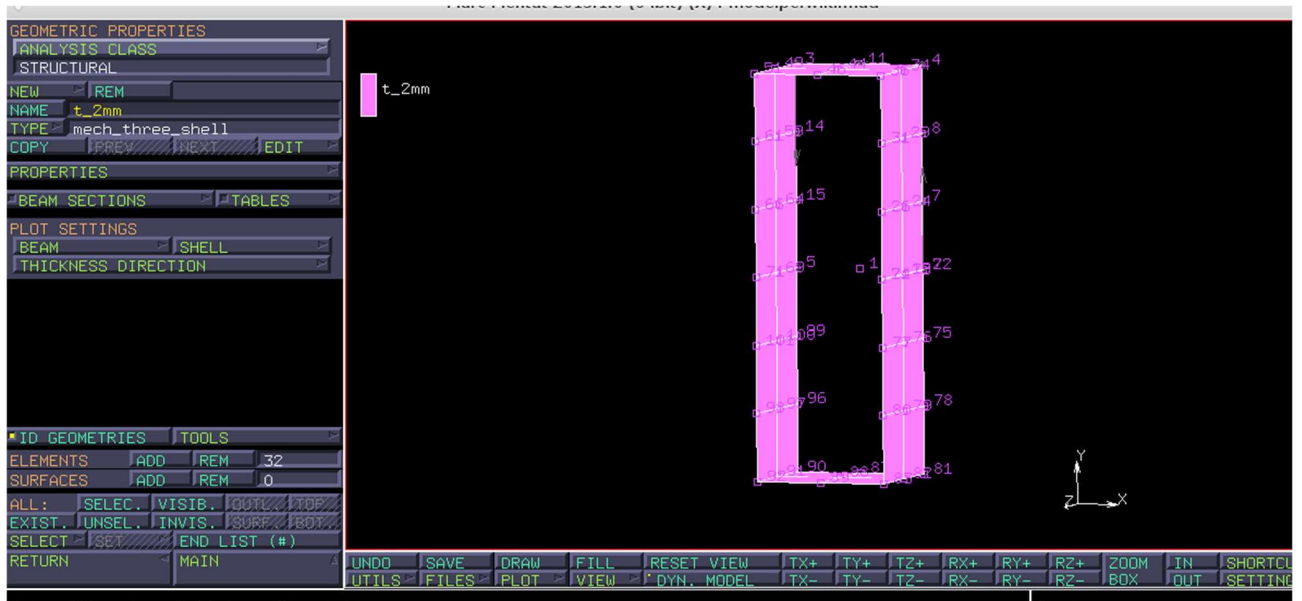 GEOMETRIC PROPERTIES
ANALYSIS CLASS
STRUCTURAL
NEW REM
NAME t_2mm
TYPE mech_three_shell
COPY PREV NEXT EDIT
PROPERTIES
BEAM SECTIONS TABLES
PLOT SETTINGS
BEAM SHELL
THICKNESS DIRECTION
ID GEOMETRIES TOOLS
ELEMENTS ADD REM 32
SURFACES ADD REM 0
ALL: SELEC. VISIB. OUTL. TOP
EXIST. UNSEL. INVIS. SURF. BOT.
SELECT SET END LIST (#)
RETURN MAIN
t_2mm
3
11
4
14
8
15
7
5
1
22
75
96
78
90
81
Y
Z X
UNDO SAVE DRAW FILL RESET VIEW TX+ TY+ TZ+ RX+ RY+ RZ+ ZOOM IN
UTILS FILES PLOT VIEW DYN. MODEL TX- TY- TZ- RX- RY- RZ- BOX OUT